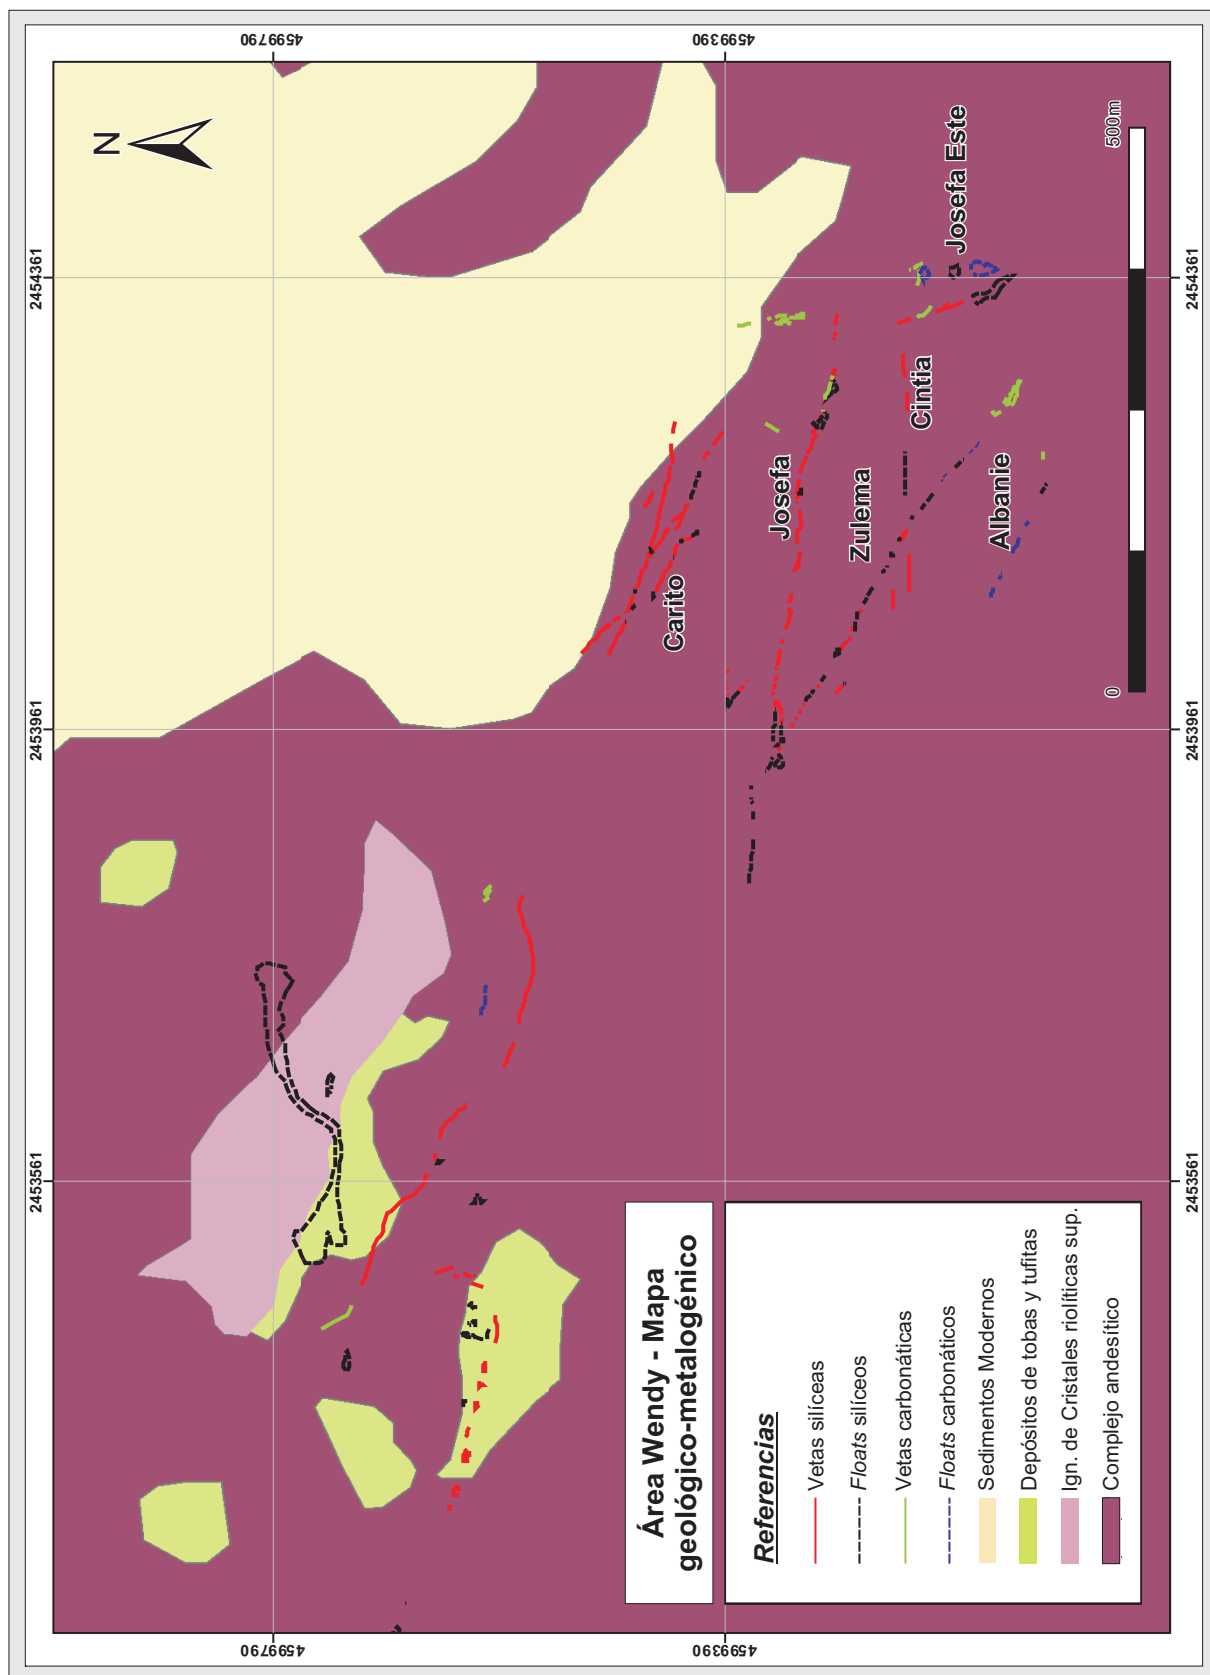 Área Wendy - Mapa
geológico-metalogénico
Referencias
Vetas silíceas
Floats silíceos
Vetas carbonáticas
Floats carbonáticos
Sedimentos Modernos
Depósitos de tobas y tufitas
Ign. de Cristales riolíticas sup.
Complejo andesítico
N
2453561
2453961
2454361
2453561
2453961
2454361
4599790
4599390
4599790
4599390
Carito
Josefa
Zulema
Cintia
Albanie
Josefa Este
0
500m